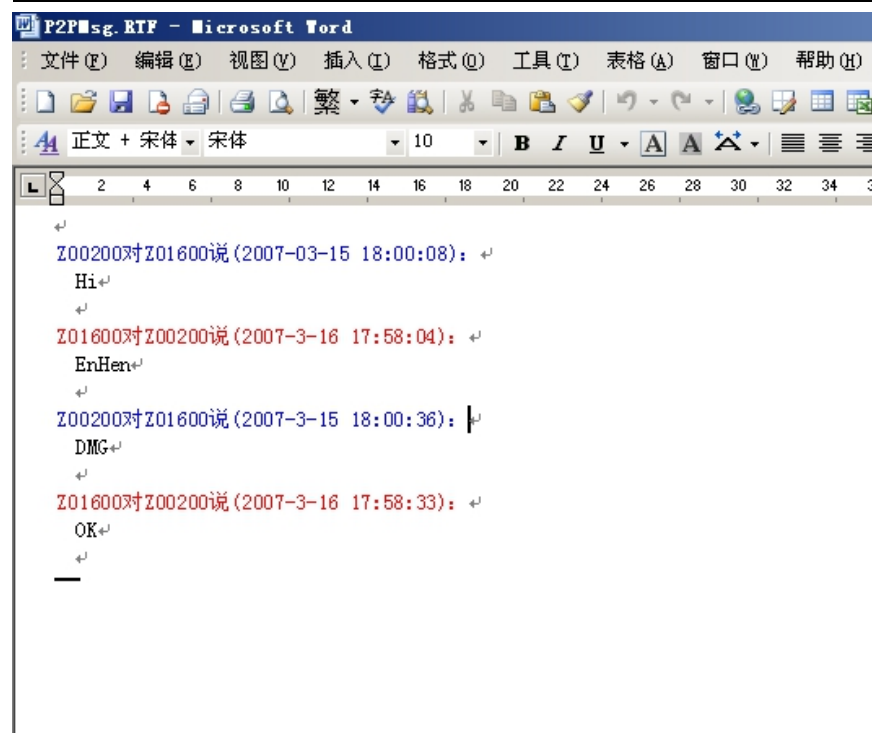 P2PMsg.RTF - Microsoft Word
文件(F) 编辑(E) 视图(V) 插入(I) 格式(O) 工具(T) 表格(A) 窗口(W) 帮助(H)
繁
A4 正文 + 宋体 宋体 10 B I U A A
L 2 4 6 8 10 12 14 16 18 20 22 24 26 28 30 32 34
Z00200对Z01600说(2007-03-15 18:00:08):
Hi
Z01600对Z00200说(2007-3-16 17:58:04):
EnHen
Z00200对Z01600说(2007-3-15 18:00:36):
DMG
Z01600对Z00200说(2007-3-16 17:58:33):
OK